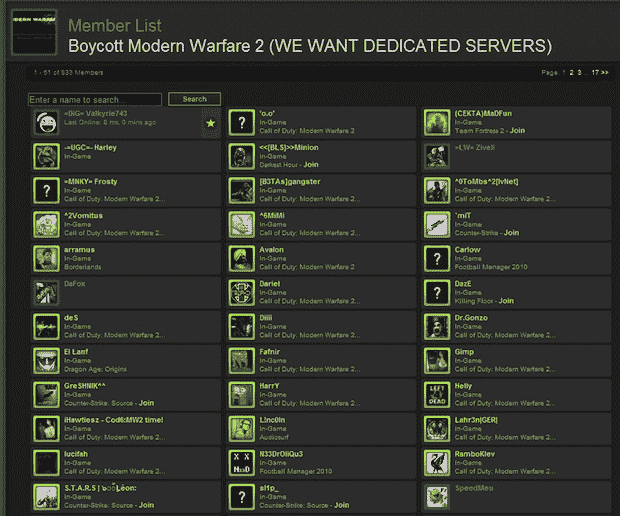 Member List
Boycott Modern Warfare 2 (WE WANT DEDICATED SERVERS)
1 - 51 of 833 Members
Page: 1 2 3 ... 17 >>
Enter a name to search...
Search
=DiG= Valkyrie743
Last Online: 8 hrs, 0 mins ago
'o.o'
In-Game
Call of Duty: Modern Warfare 2
[CEKTA]MaDFun
In-Game
Team Fortress 2 - Join
-=UGC=- Harley
In-Game
<<[BLS]>>Minion
In-Game
Darkest Hour - Join
=MNKY= Frosty
In-Game
Call of Duty: Modern Warfare 2...
[B3TAs]gangster
In-Game
Call of Duty: Modern Warfare 2...
^0ToMbs^2[IvNet]
In-Game
Call of Duty: Modern Warfare 2...
^2Vomitus
In-Game
Call of Duty: Modern Warfare 2...
^6MiMi
In-Game
Call of Duty: Modern Warfare 2...
'miT
In-Game
Counter-Strike - Join
arramus
In-Game
Borderlands
Avalon
In-Game
Call of Duty: Modern Warfare 2
Carlow
In-Game
Football Manager 2010
DaFox
Dariel
In-Game
Call of Duty: Modern Warfare 2...
DazE
In-Game
Killing Floor - Join
deS
In-Game
Call of Duty: Modern Warfare 2...
Diiii
In-Game
Call of Duty: Modern Warfare 2...
Dr.Gonzo
In-Game
Call of Duty: Modern Warfare 2...
El Lanf
In-Game
Dragon Age: Origins
Fafnir
In-Game
Call of Duty: Modern Warfare 2...
Gimp
In-Game
Call of Duty: Modern Warfare 2...
GreSHNIK^^
In-Game
Counter-Strike: Source - Join
HarrY
In-Game
Call of Duty: Modern Warfare 2...
LEFT 4 DEAD
Helly
In-Game
Call of Duty: Modern Warfare 2...
iHawtiesz - Cod6:MW2 time!
In-Game
Call of Duty: Modern Warfare 2...
L!nc0ln
In-Game
Audiosurf
Lahr3n|GER|
In-Game
Call of Duty: Modern Warfare 2...
lucifah
In-Game
Call of Duty: Modern Warfare 2...
X X
N33D
N33DrOliQu3
In-Game
Football Manager 2010
RamboKlev
In-Game
Call of Duty: Modern Warfare 2...
In-Game
Counter-Strike: Source - Join
sl1p_
In-Game
Counter-Strike: Source - Join
SpeedMeu